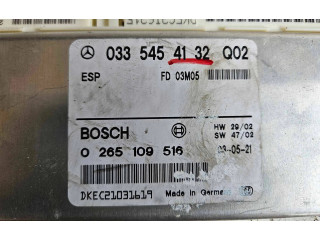 033 545 41 32 Q02
ESP FD 03M05
BOSCH HW 29/02
SW 47/02
0 265 109 516 03-05-21
DKEC21031619 Made in Germany